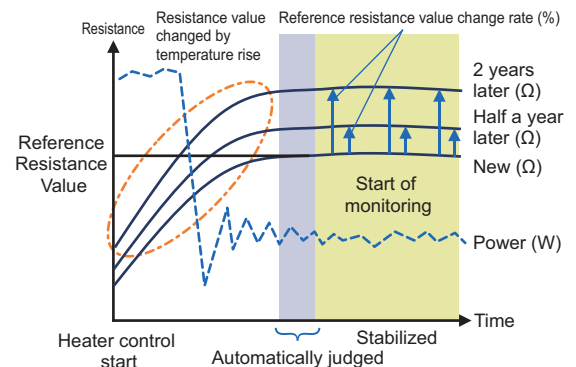 Resistance
Resistance value
changed by
temperature rise
Reference resistance value change rate (%)
2 years
later (Ω)
Half a year
later (Ω)
New (Ω)
Reference
Resistance
Value
Start of
monitoring
Power (W)
Time
Heater control
start
Automatically judged
Stabilized